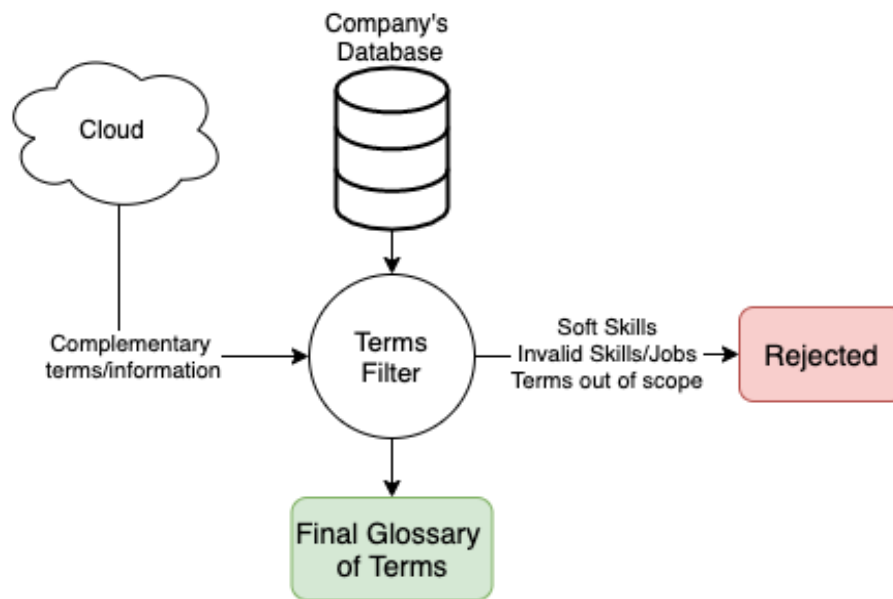 Company's
Database
Cloud
Complementary
terms/information
Terms
Filter
Soft Skills
Invalid Skills/Jobs
Terms out of scope
Rejected
Final Glossary
of Terms